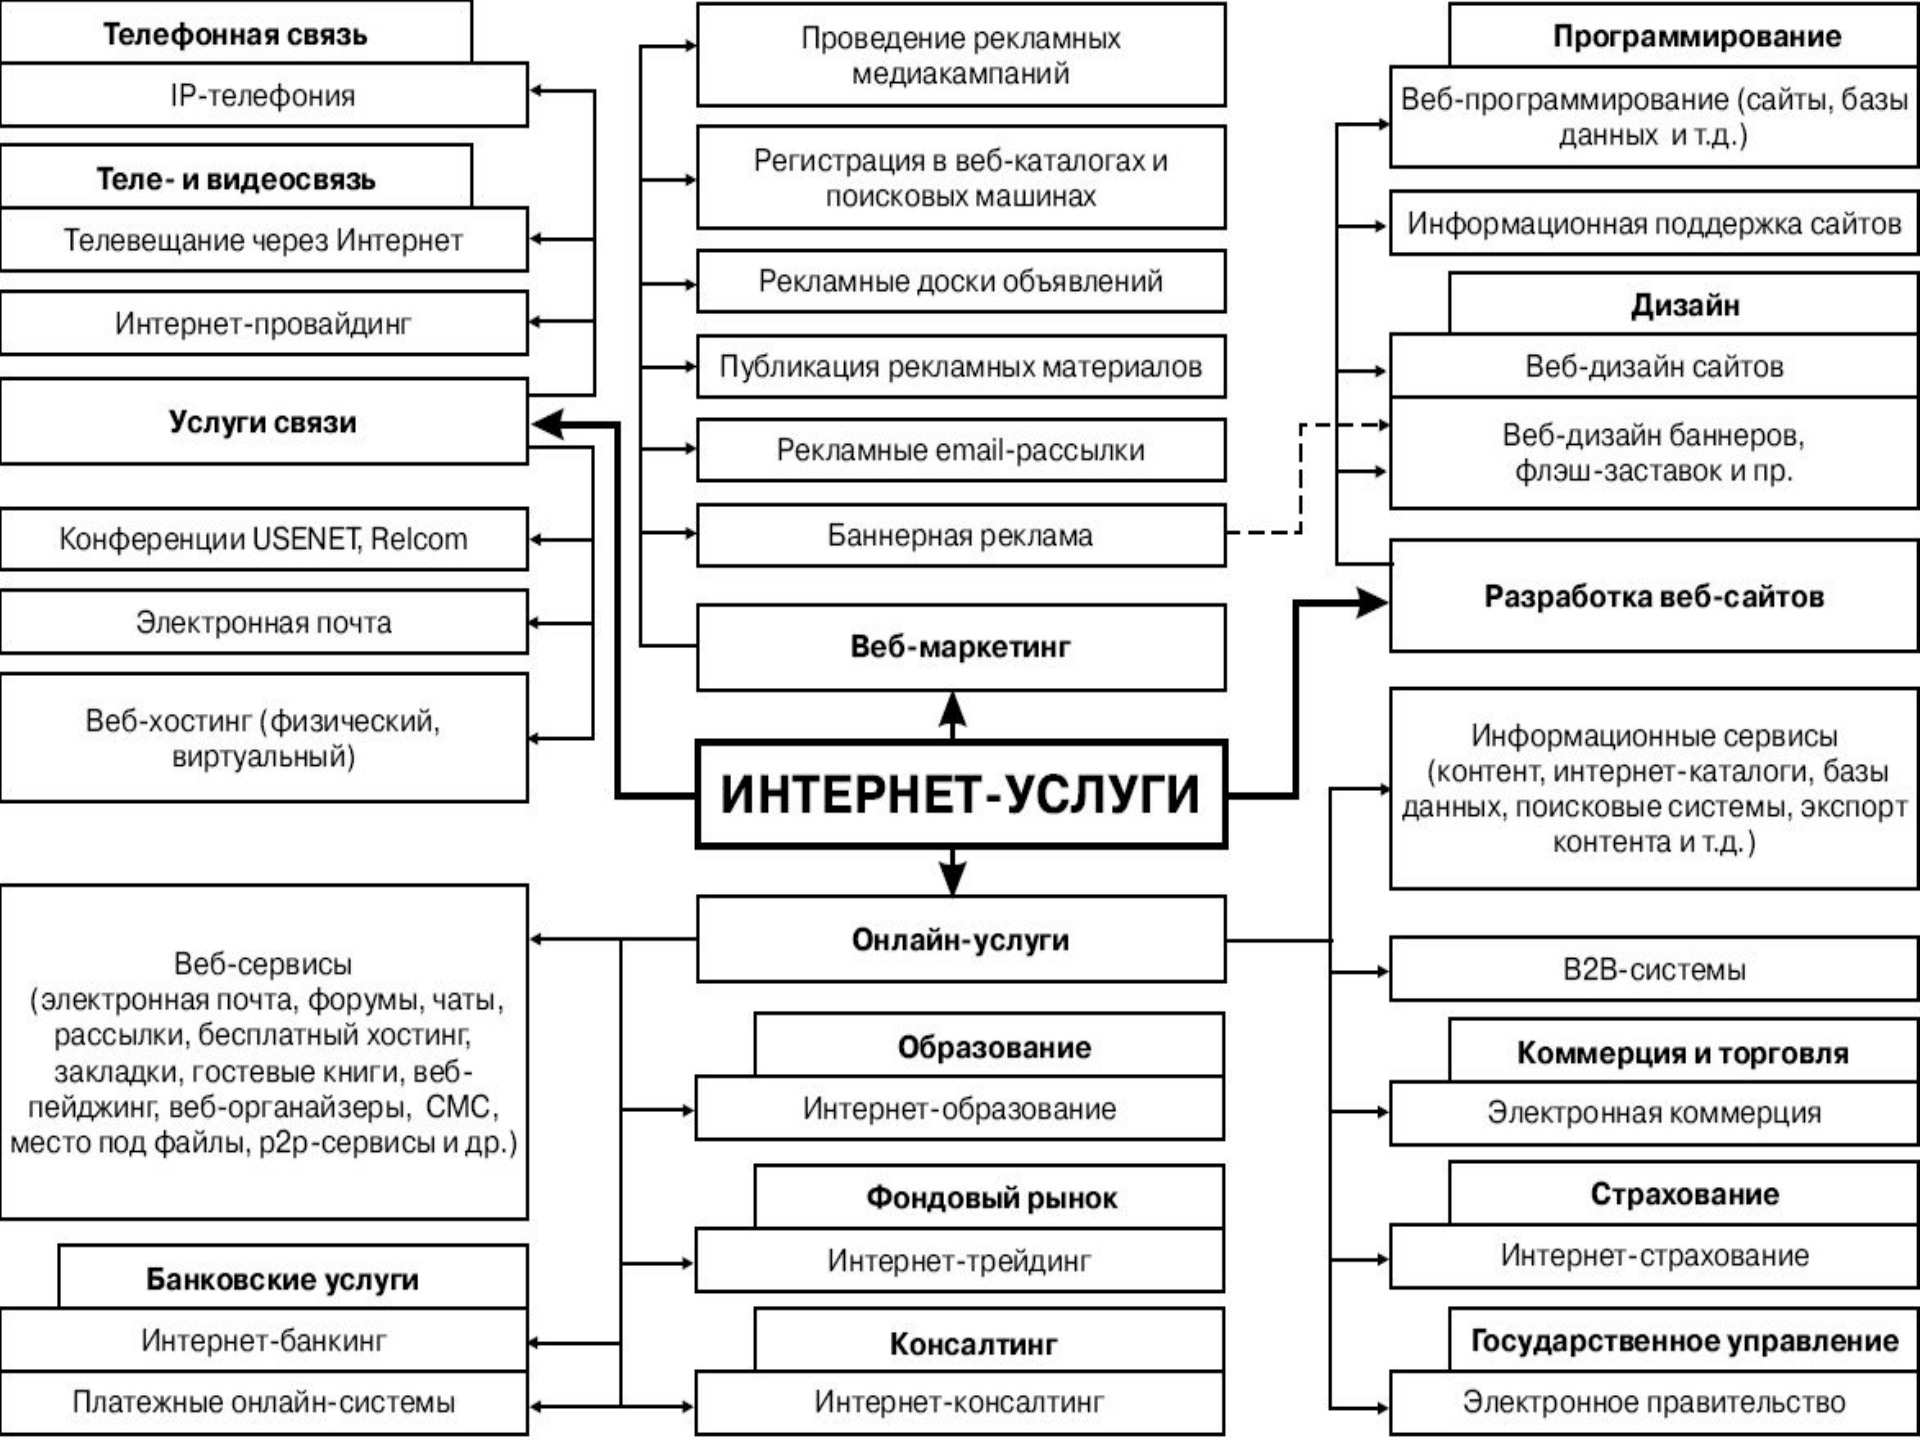 Телефонная связь
IP-телефония
Теле- и видеосвязь
Телевещание через Интернет
Интернет-провайдинг
Услуги связи
Конференции USENET, Relcom
Электронная почта
Веб-хостинг (физический,
виртуальный)
Проведение рекламных
медиакампаний
Регистрация в веб-каталогах и
поисковых машинах
Рекламные доски объявлений
Публикация рекламных материалов
Рекламные email-рассылки
Баннерная реклама
Веб-маркетинг
ИНТЕРНЕТ-УСЛУГИ
Программирование
Веб-программирование (сайты, базы
данных и т.д.)
Информационная поддержка сайтов
Дизайн
Веб-дизайн сайтов
Веб-дизайн баннеров,
флэш-заставок и пр.
Разработка веб-сайтов
Онлайн-услуги
Веб-сервисы
(электронная почта, форумы, чаты,
рассылки, бесплатный хостинг,
закладки, гостевые книги, веб-
пейджинг, веб-органайзеры, СМС,
место под файлы, p2p-сервисы и др.)
Банковские услуги
Интернет-банкинг
Платежные онлайн-системы
Образование
Интернет-образование
Фондовый рынок
Интернет-трейдинг
Консалтинг
Интернет-консалтинг
Информационные сервисы
(контент, интернет-каталоги, базы
данных, поисковые системы, экспорт
контента и т.д.)
B2B-системы
Коммерция и торговля
Электронная коммерция
Страхование
Интернет-страхование
Государственное управление
Электронное правительство